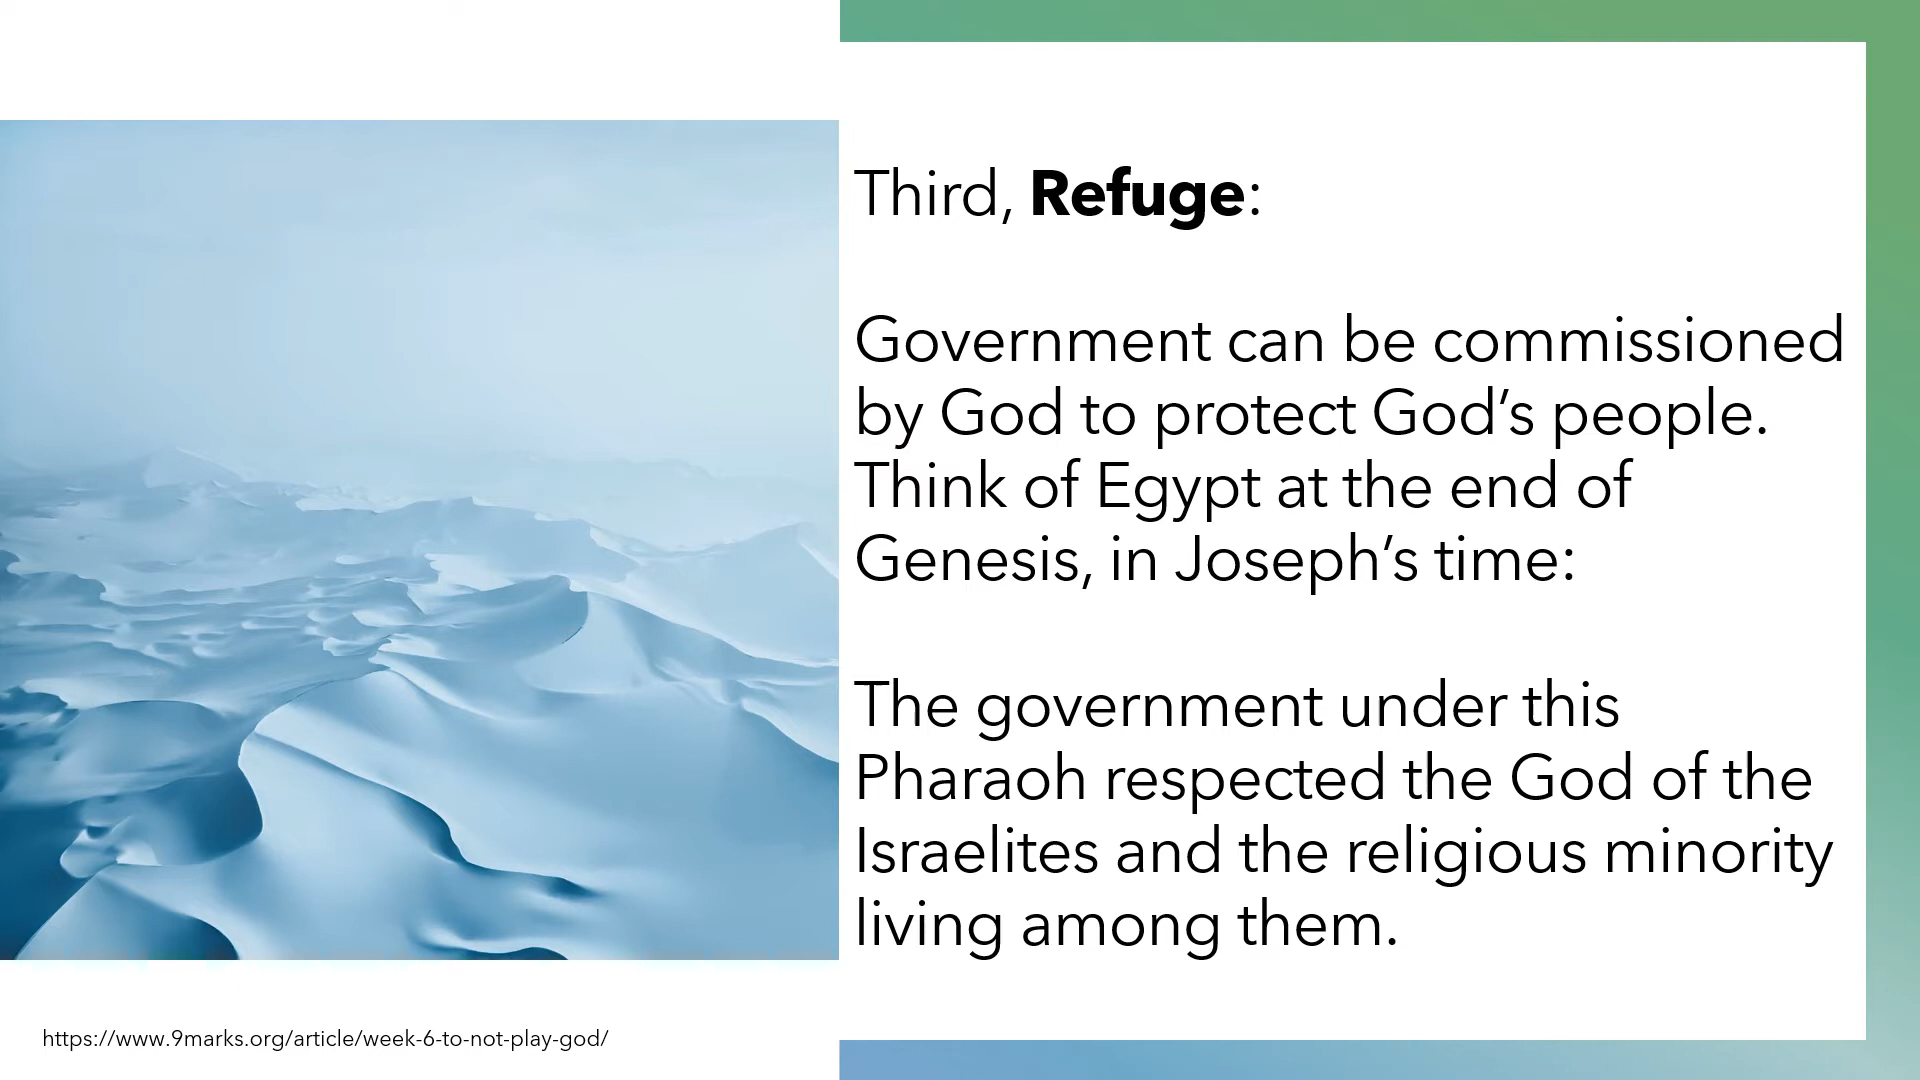 Third, Refuge:
Government can be commissioned
by God to protect God’s people.
Think of Egypt at the end of
Genesis, in Joseph’s time:
The government under this
Pharaoh respected the God of the
Israelites and the religious minority
living among them.
https://www.9marks.org/article/week-6-to-not-play-god/